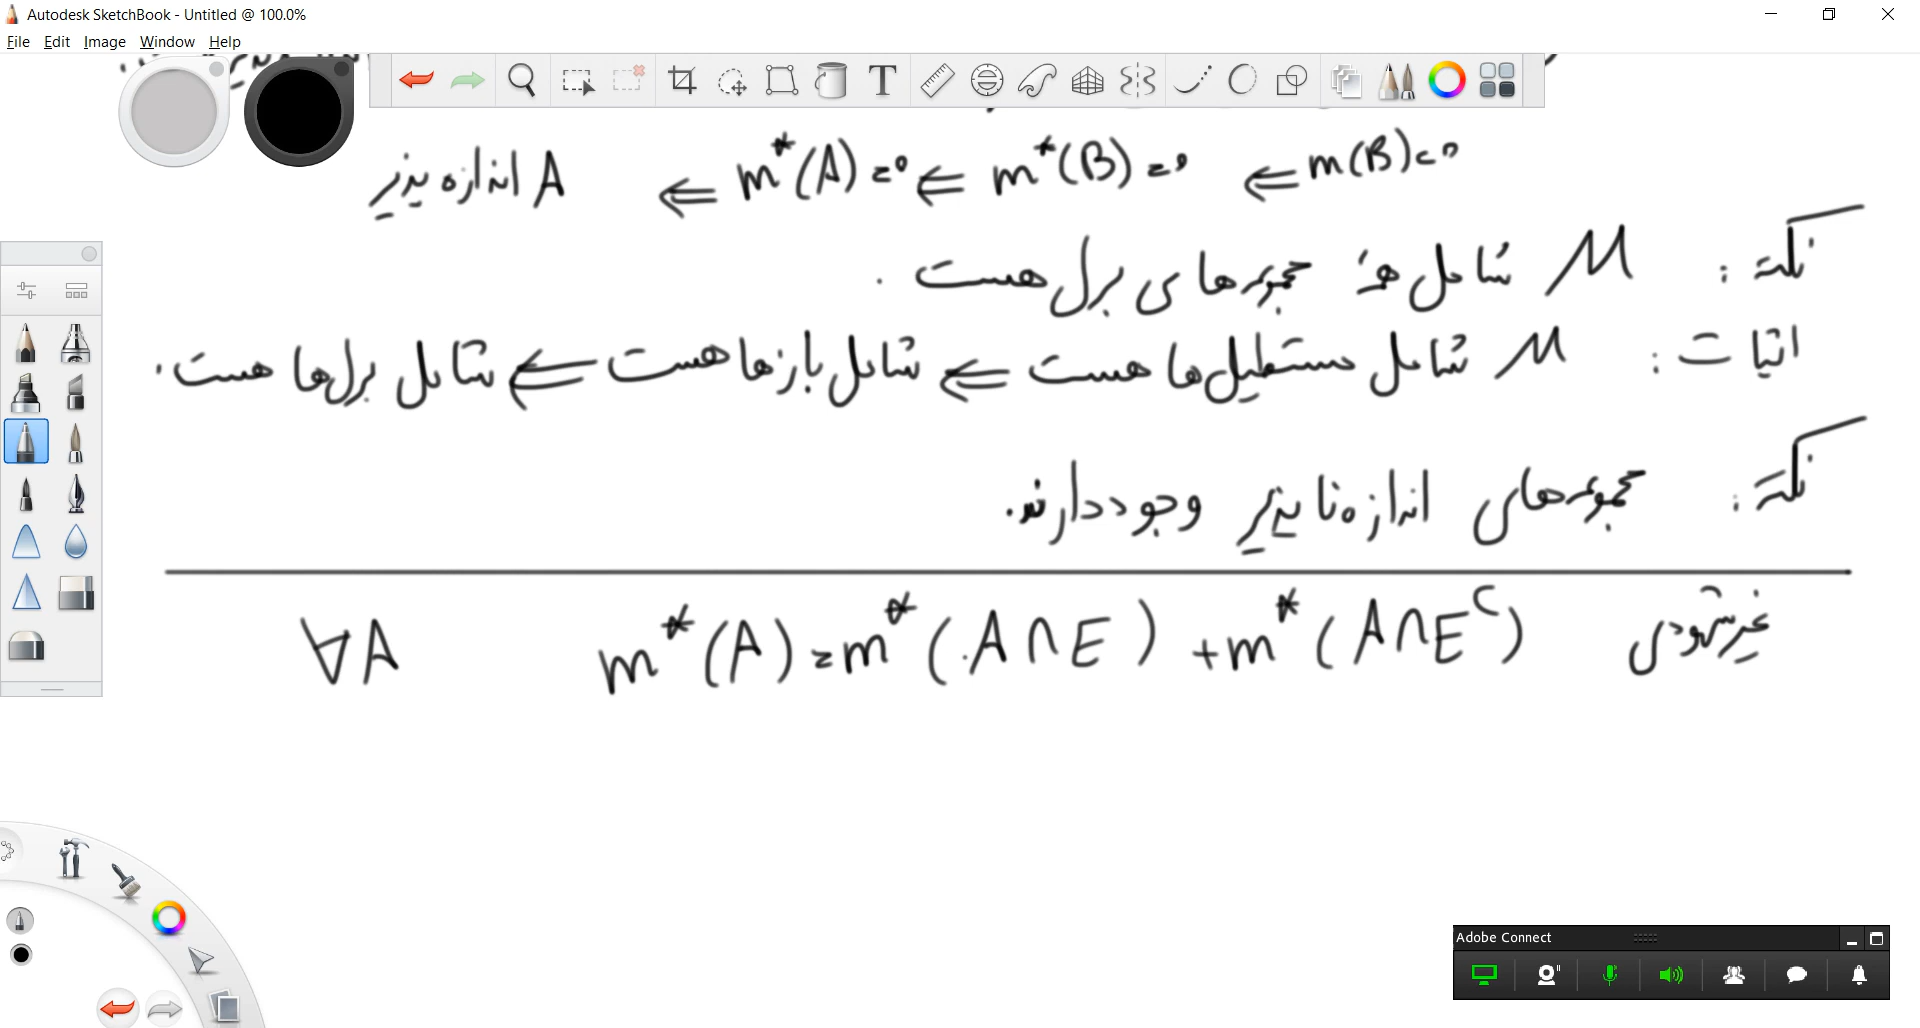 Autodesk SketchBook - Untitled @ 100.0%
File Edit Image Window Help
m(B)=0 ⇐ m*(B)=0 ⇐ m*(A)=0 ⇐ A اندازه پذیر
نکته: M شامل همهٔ مجموعه‌های برل هست.
اثبات: M شامل مستطیل‌ها هست ⇐ شامل بازها هست ⇐ شامل برل‌ها هست.
نکته: مجموعه‌های اندازه‌ناپذیر وجود دارند.
m*(A)=m*(A∩E)+m*(A∩Eᶜ) ∀A
Adobe Connect